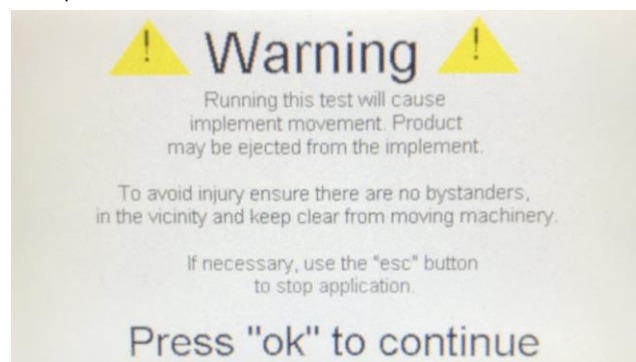 Warning
Running this test will cause
implement movement. Product
may be ejected from the implement.
To avoid injury ensure there are no bystanders,
in the vicinity and keep clear from moving machinery.
If necessary, use the "esc" button
to stop application.
Press "ok" to continue